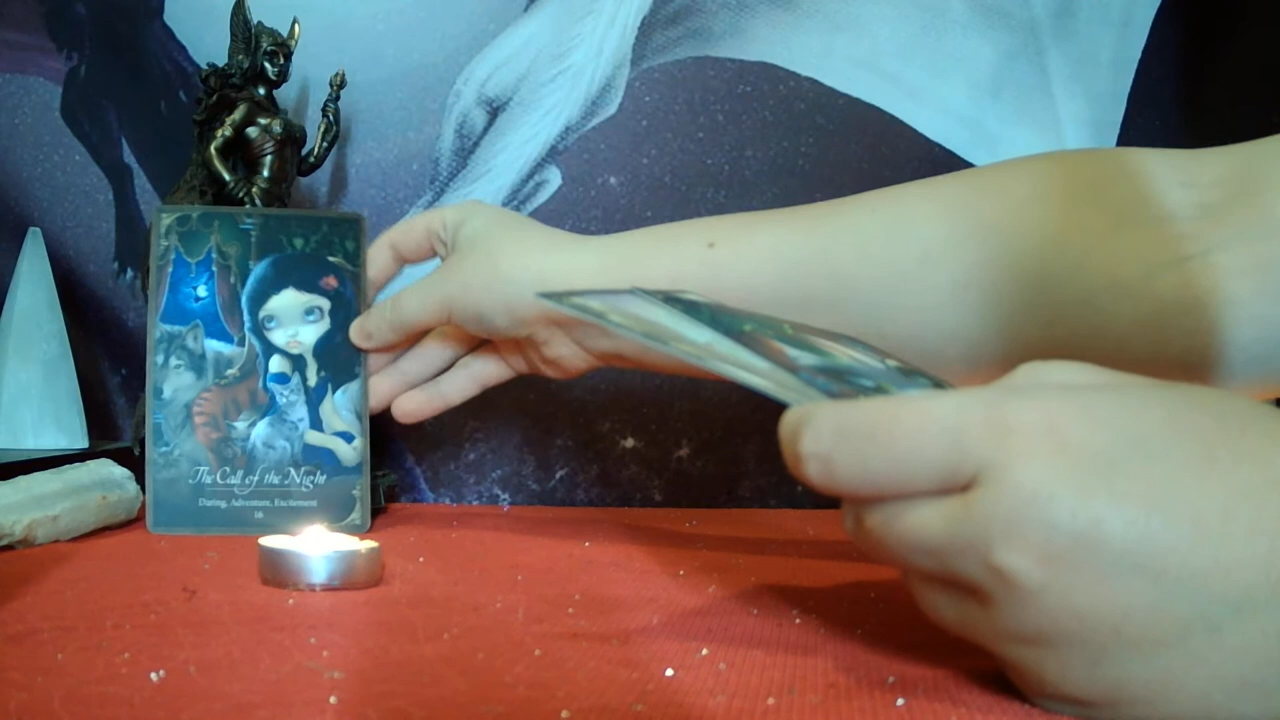 The Call of the Night
Daring, Adventure, Excitement
16